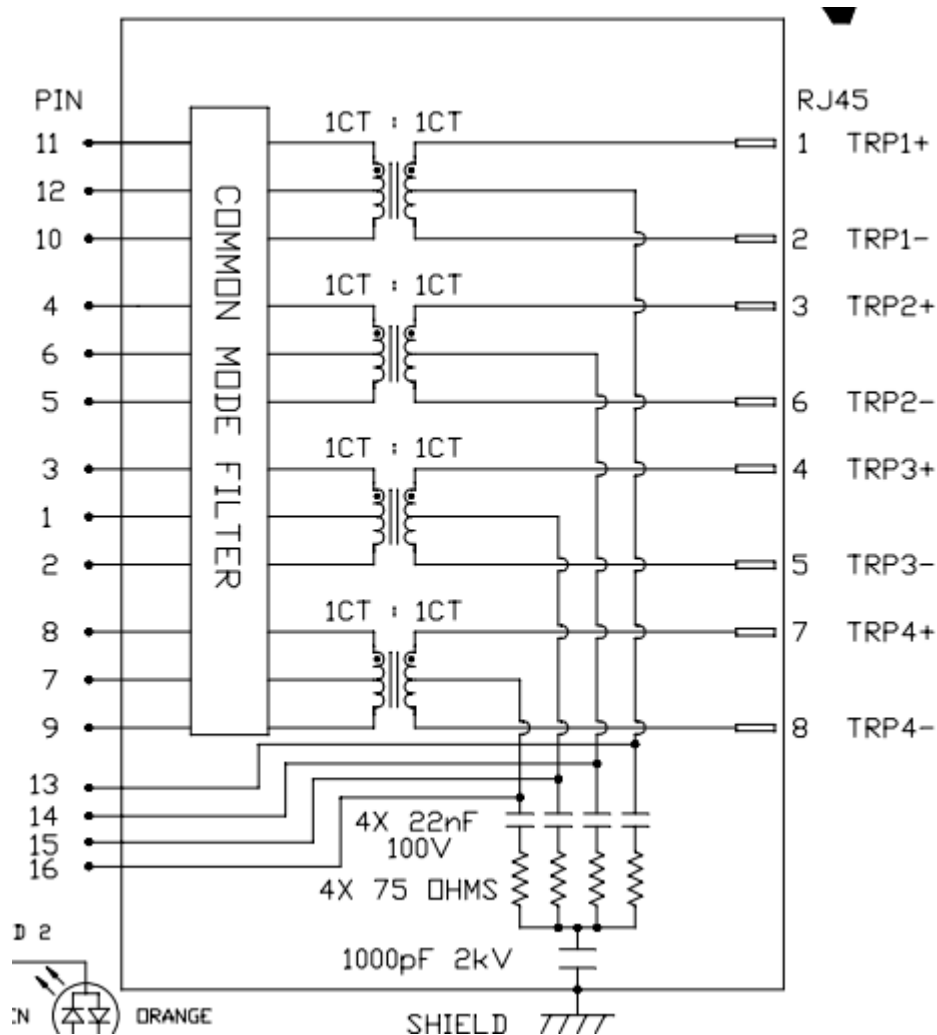 PIN
RJ45
1CT : 1CT
11
1 TRP1+
12
10
2 TRP1-
COMMON MODE FILTER
1CT : 1CT
4
3 TRP2+
6
5
6 TRP2-
1CT : 1CT
3
4 TRP3+
1
2
5 TRP3-
1CT : 1CT
8
7 TRP4+
7
9
8 TRP4-
13
14
15
16
4X 22nF
100V
4X 75 OHMS
1000pF 2kV
D 2
ORANGE
SHIELD